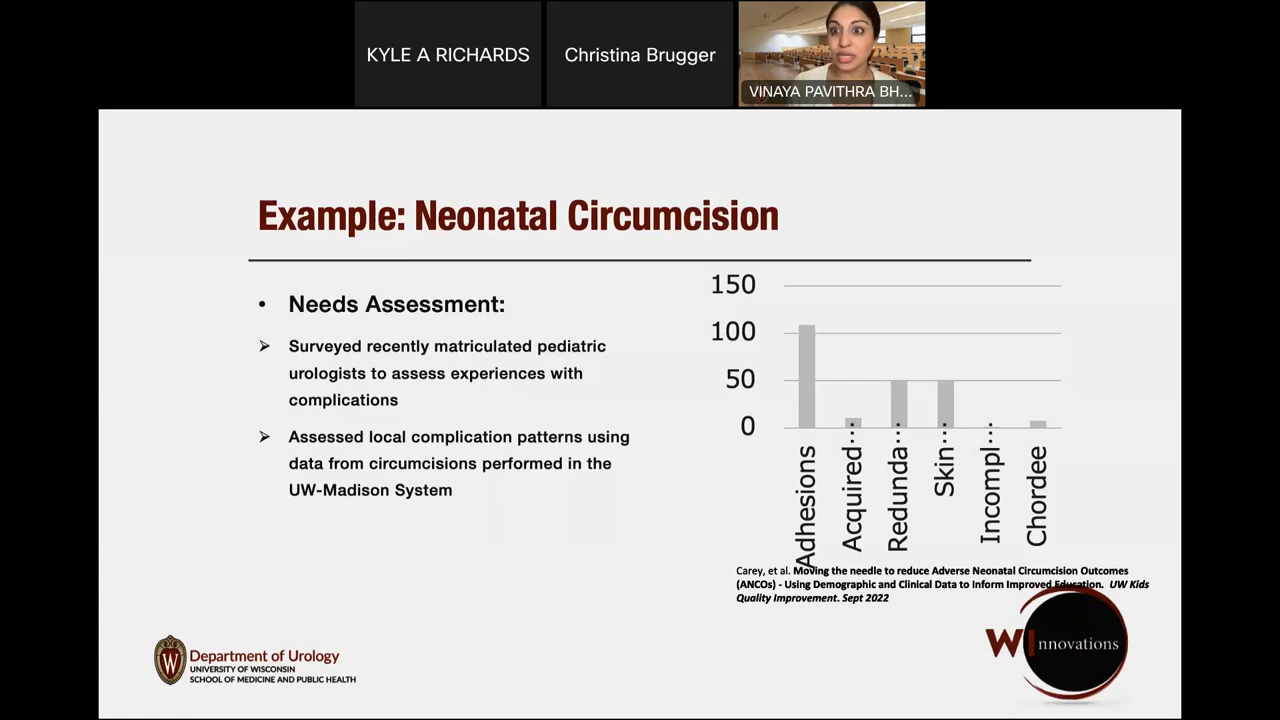 KYLE A RICHARDS
Christina Brugger
VINAYA PAVITHRA BH...
Example: Neonatal Circumcision
• Needs Assessment:
➢ Surveyed recently matriculated pediatric
urologists to assess experiences with
complications
➢ Assessed local complication patterns using
data from circumcisions performed in the
UW-Madison System
150
100
50
0
Adhesions
Acquired...
Redunda...
Skin...
Incompl...
Chordee
Carey, et al. Moving the needle to reduce Adverse Neonatal Circumcision Outcomes
(ANCOs) - Using Demographic and Clinical Data to Inform Improved Education. UW Kids
Quality Improvement. Sept 2022
W Department of Urology
UNIVERSITY OF WISCONSIN
SCHOOL OF MEDICINE AND PUBLIC HEALTH
WInnovations